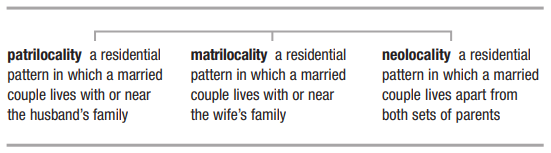 patrilocality a residential
pattern in which a married
couple lives with or near
the husband's family
matrilocality a residential
pattern in which a married
couple lives with or near
the wife's family
neolocality a residential
pattern in which a married
couple lives apart from
both sets of parents